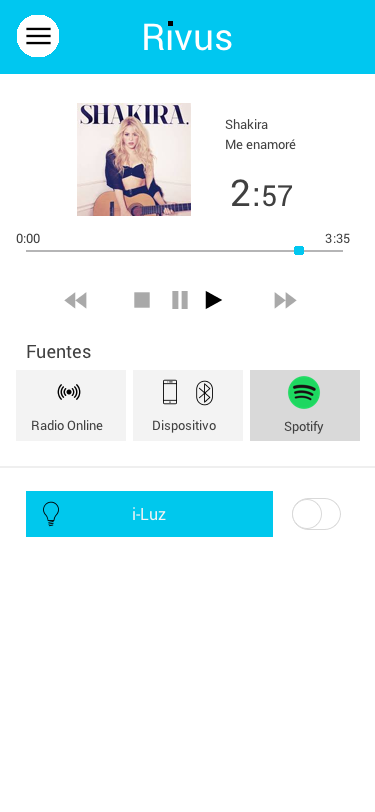 Rivus
SHAKIRA.
Shakira
Me enamoré
2:57
0:00
3:35
Fuentes
Radio Online
Dispositivo
Spotify
i-Luz